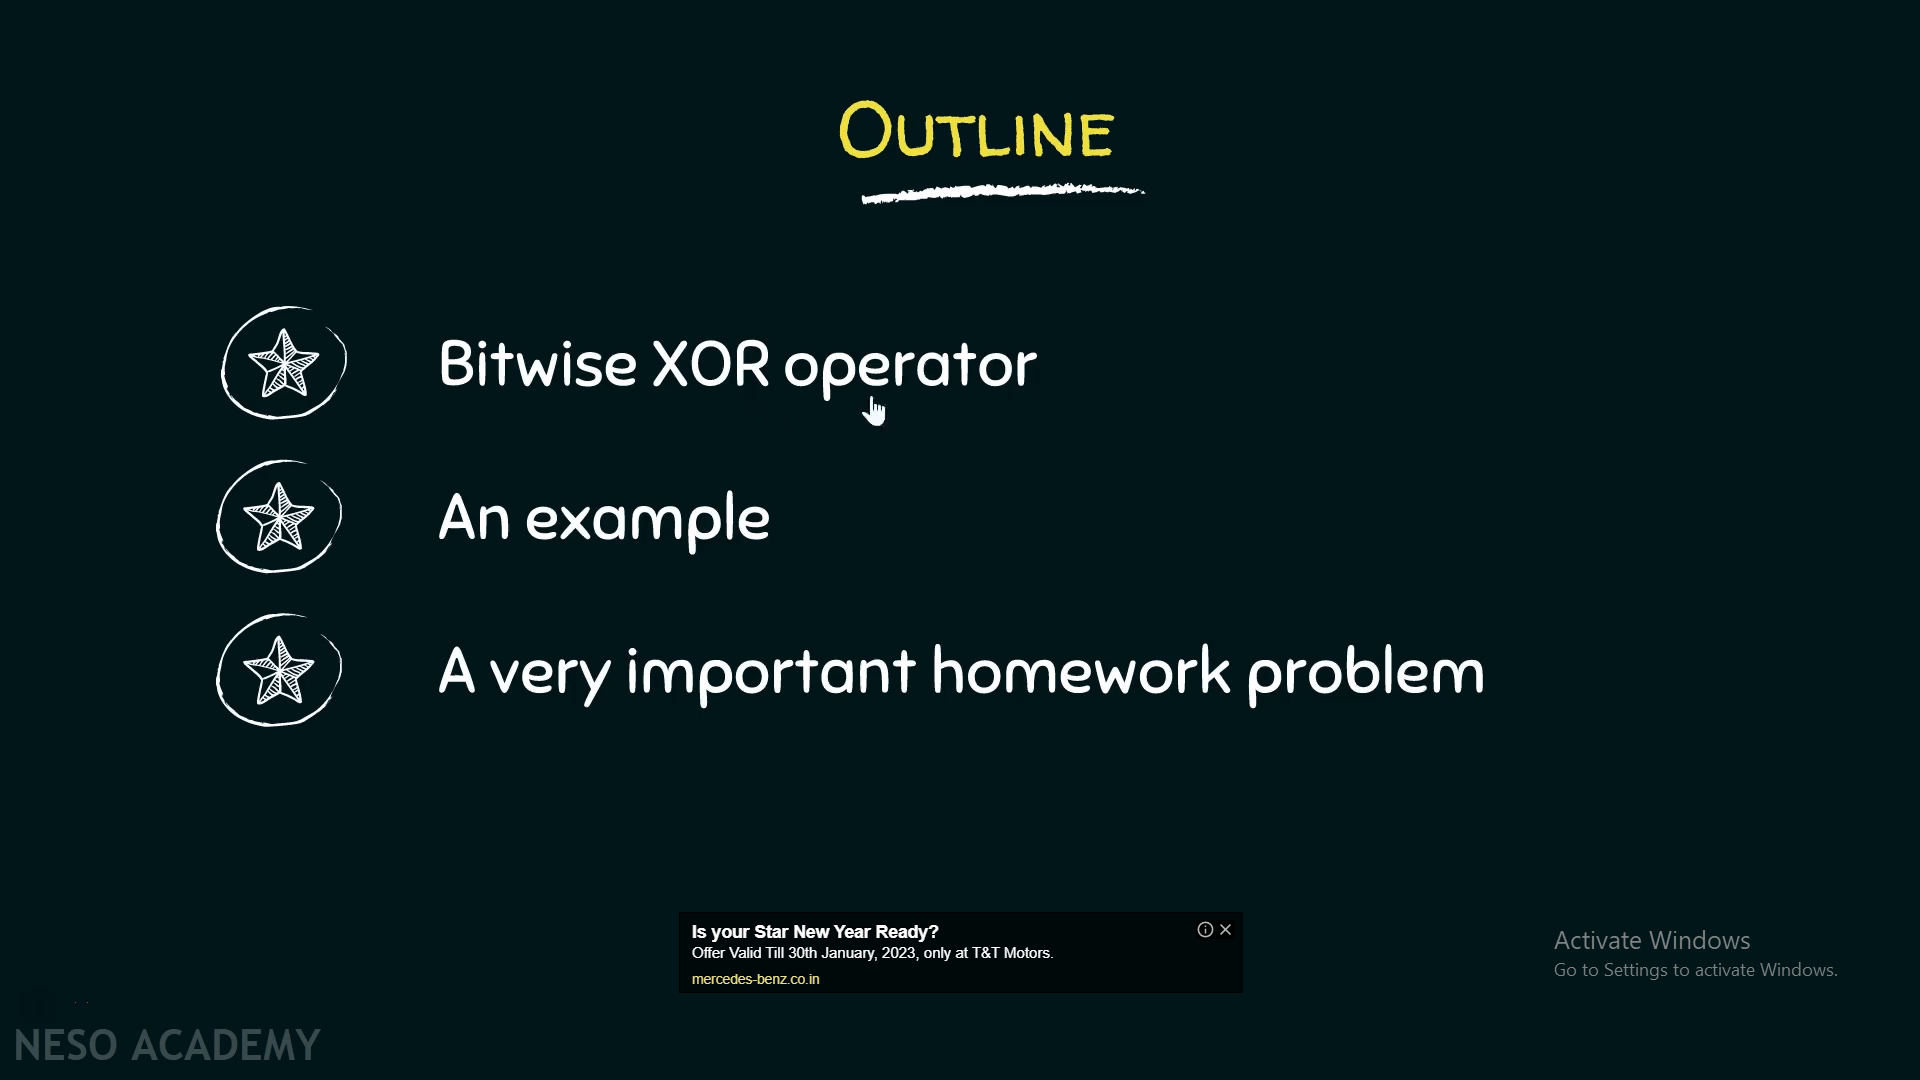 OUTLINE
Bitwise XOR operator
An example
A very important homework problem
Is your Star New Year Ready?
Offer Valid Till 30th January, 2023, only at T&T Motors.
mercedes-benz.co.in
Activate Windows
Go to Settings to activate Windows.
NESO ACADEMY